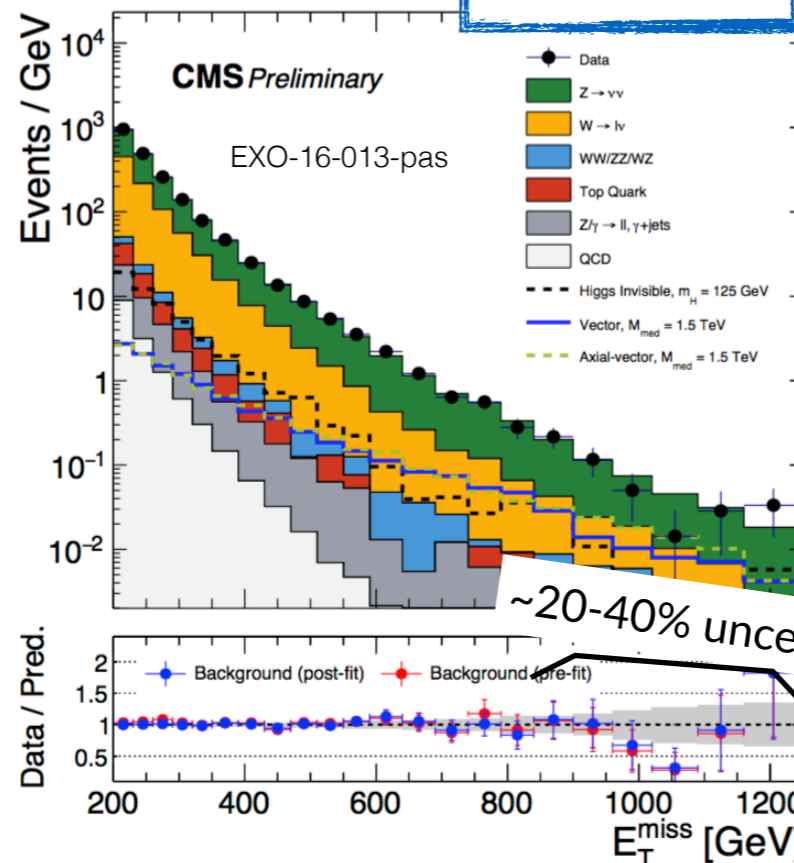 CMS Preliminary
EXO-16-013-pas
Data
Z → νν
W → lν
WW/ZZ/WZ
Top Quark
Z/γ → ll, γ+jets
QCD
Higgs Invisible, m_H = 125 GeV
Vector, M_med = 1.5 TeV
Axial-vector, M_med = 1.5 TeV
Events / GeV
10⁴
10³
10²
10
1
10⁻¹
10⁻²
~20-40% unce
Data / Pred.
2
1.5
1
0.5
Background (post-fit)
Background (pre-fit)
200
400
600
800
1000
1200
E_T^miss [GeV